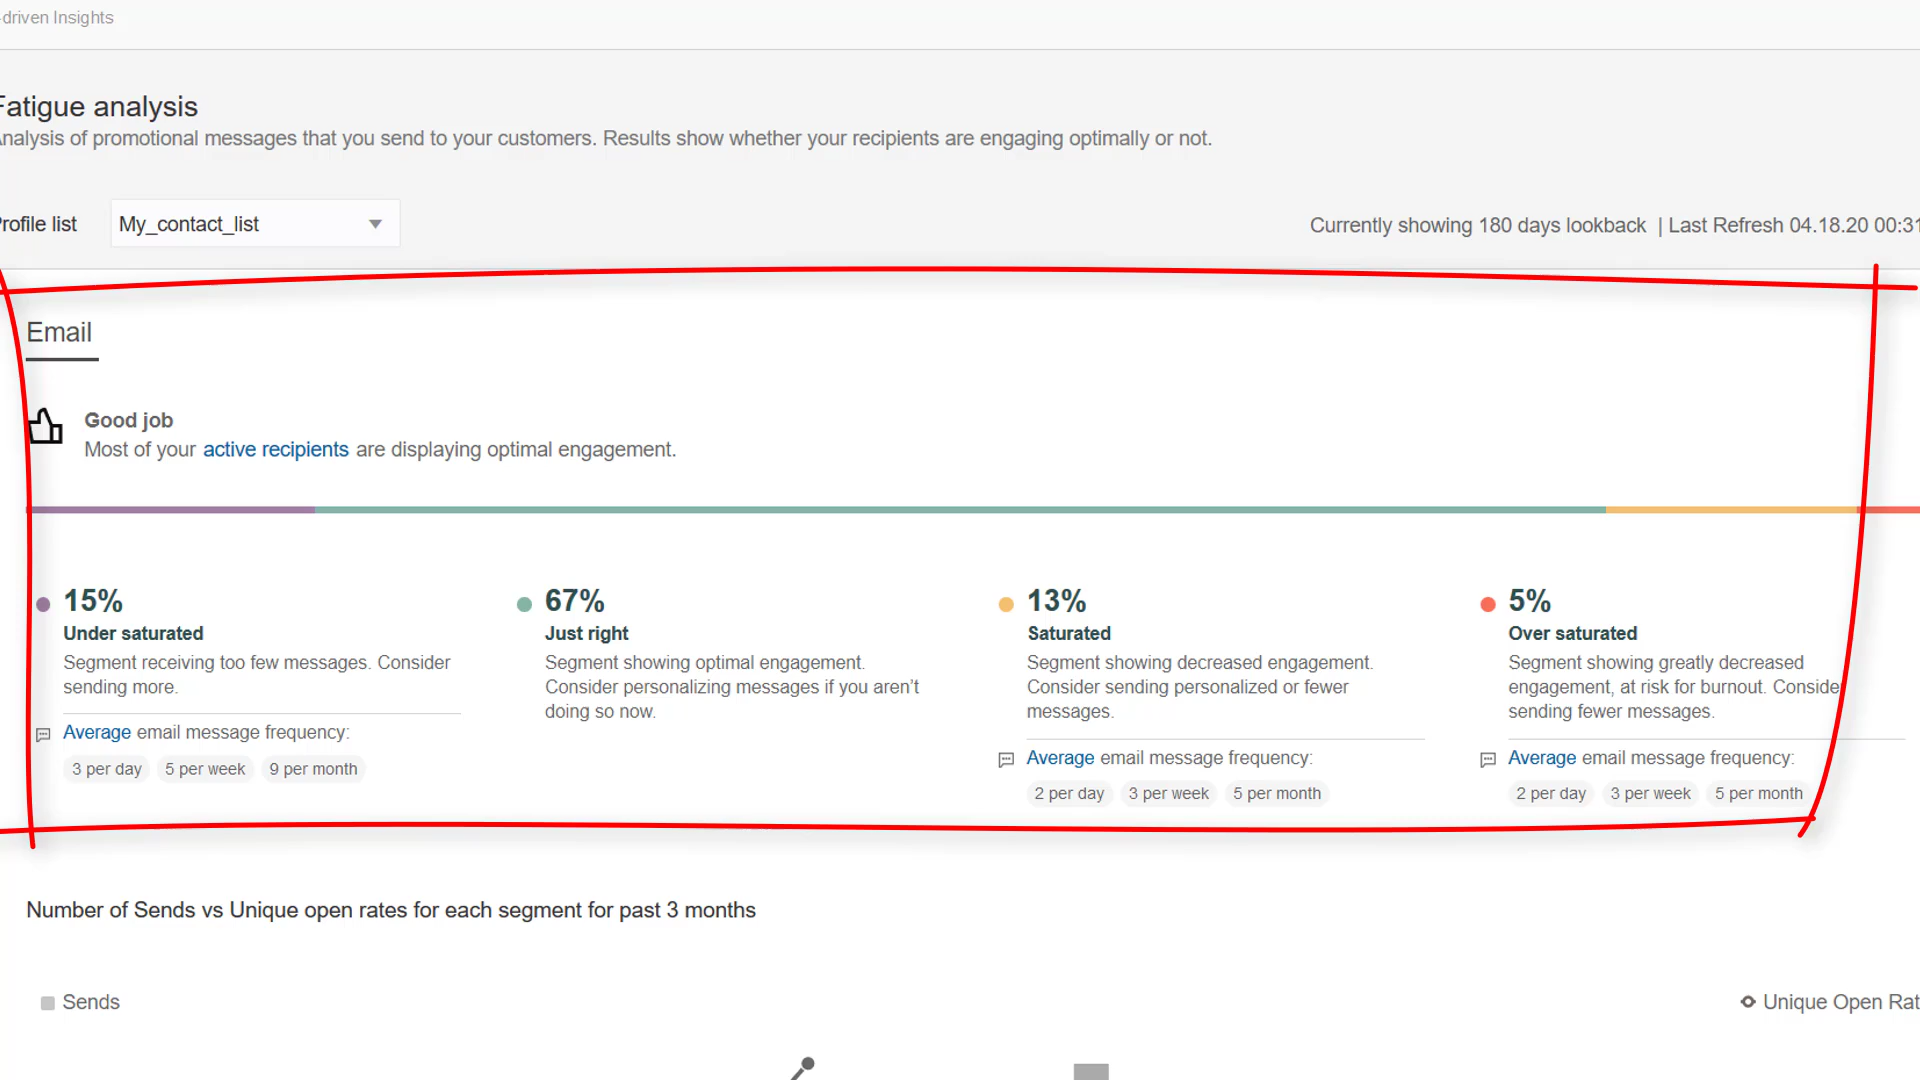 -driven Insights
Fatigue analysis
Analysis of promotional messages that you send to your customers. Results show whether your recipients are engaging optimally or not.
Profile list
My_contact_list
Currently showing 180 days lookback | Last Refresh 04.18.20 00:31
Email
Good job
Most of your active recipients are displaying optimal engagement.
15%
Under saturated
Segment receiving too few messages. Consider
sending more.
Average email message frequency:
3 per day 5 per week 9 per month
67%
Just right
Segment showing optimal engagement.
Consider personalizing messages if you aren't
doing so now.
13%
Saturated
Segment showing decreased engagement.
Consider sending personalized or fewer
messages.
Average email message frequency:
2 per day 3 per week 5 per month
5%
Over saturated
Segment showing greatly decreased
engagement, at risk for burnout. Conside
sending fewer messages.
Average email message frequency:
2 per day 3 per week 5 per month
Number of Sends vs Unique open rates for each segment for past 3 months
Sends
Unique Open Rat